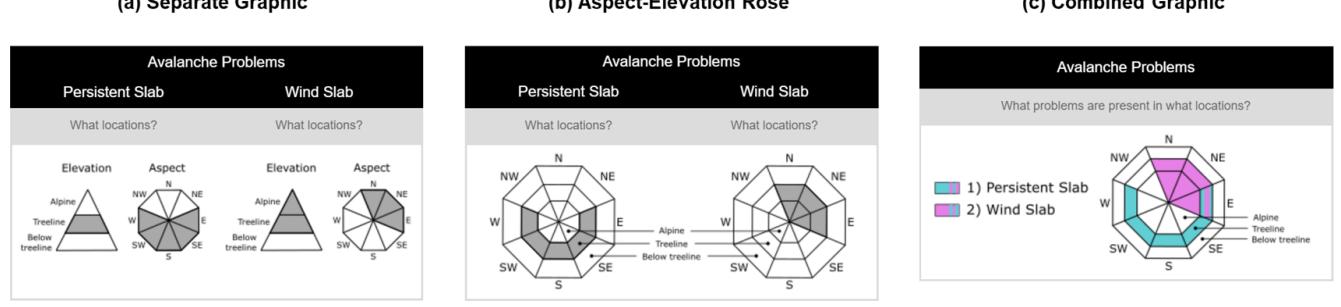 (a) Separate Graphic
Avalanche Problems
Persistent Slab
Wind Slab
What locations?
What locations?
Elevation
Aspect
Alpine
Treeline
Below
treeline
N
NE
E
SE
S
SW
W
NW
Elevation
Aspect
Alpine
Treeline
Below
treeline
N
NE
E
SE
S
SW
W
NW
(b) Aspect-Elevation Rose
Avalanche Problems
Persistent Slab
Wind Slab
What locations?
What locations?
N
NE
E
SE
S
SW
W
NW
Alpine
Treeline
Below treeline
N
NE
E
SE
S
SW
W
NW
(c) Combined Graphic
Avalanche Problems
What problems are present in what locations?
1) Persistent Slab
2) Wind Slab
N
NE
E
SE
S
SW
W
NW
Alpine
Treeline
Below treeline